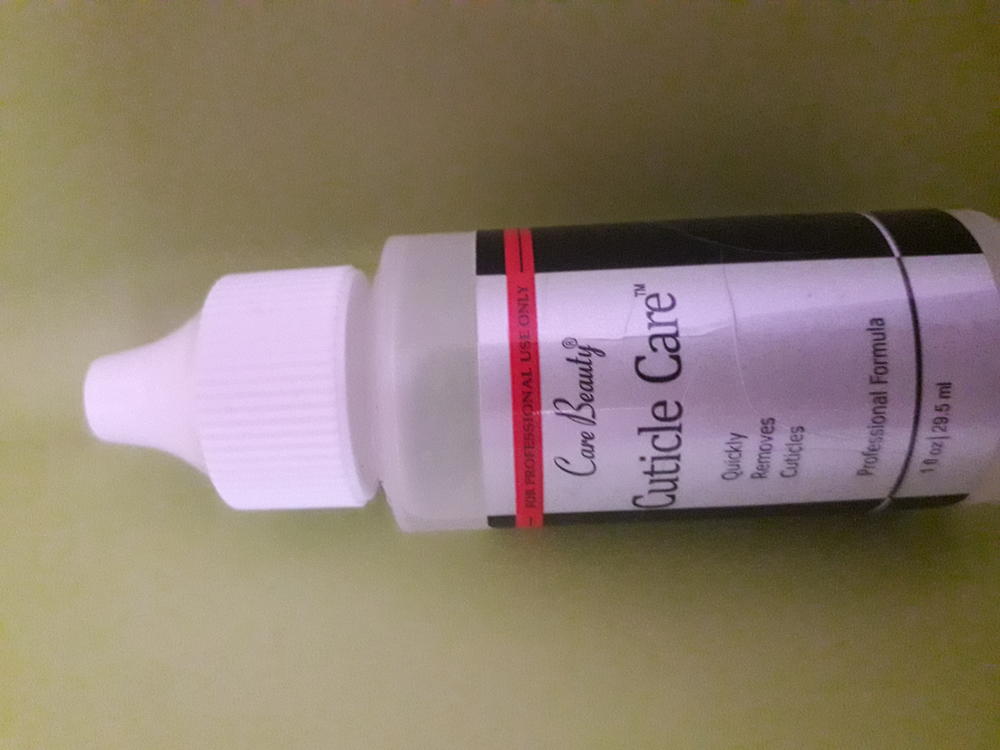 FOR PROFESSIONAL USE ONLY
Care Beauty®
Cuticle Care™
Quickly
Removes
Cuticles
Professional Formula
1 fl oz | 29.5 ml